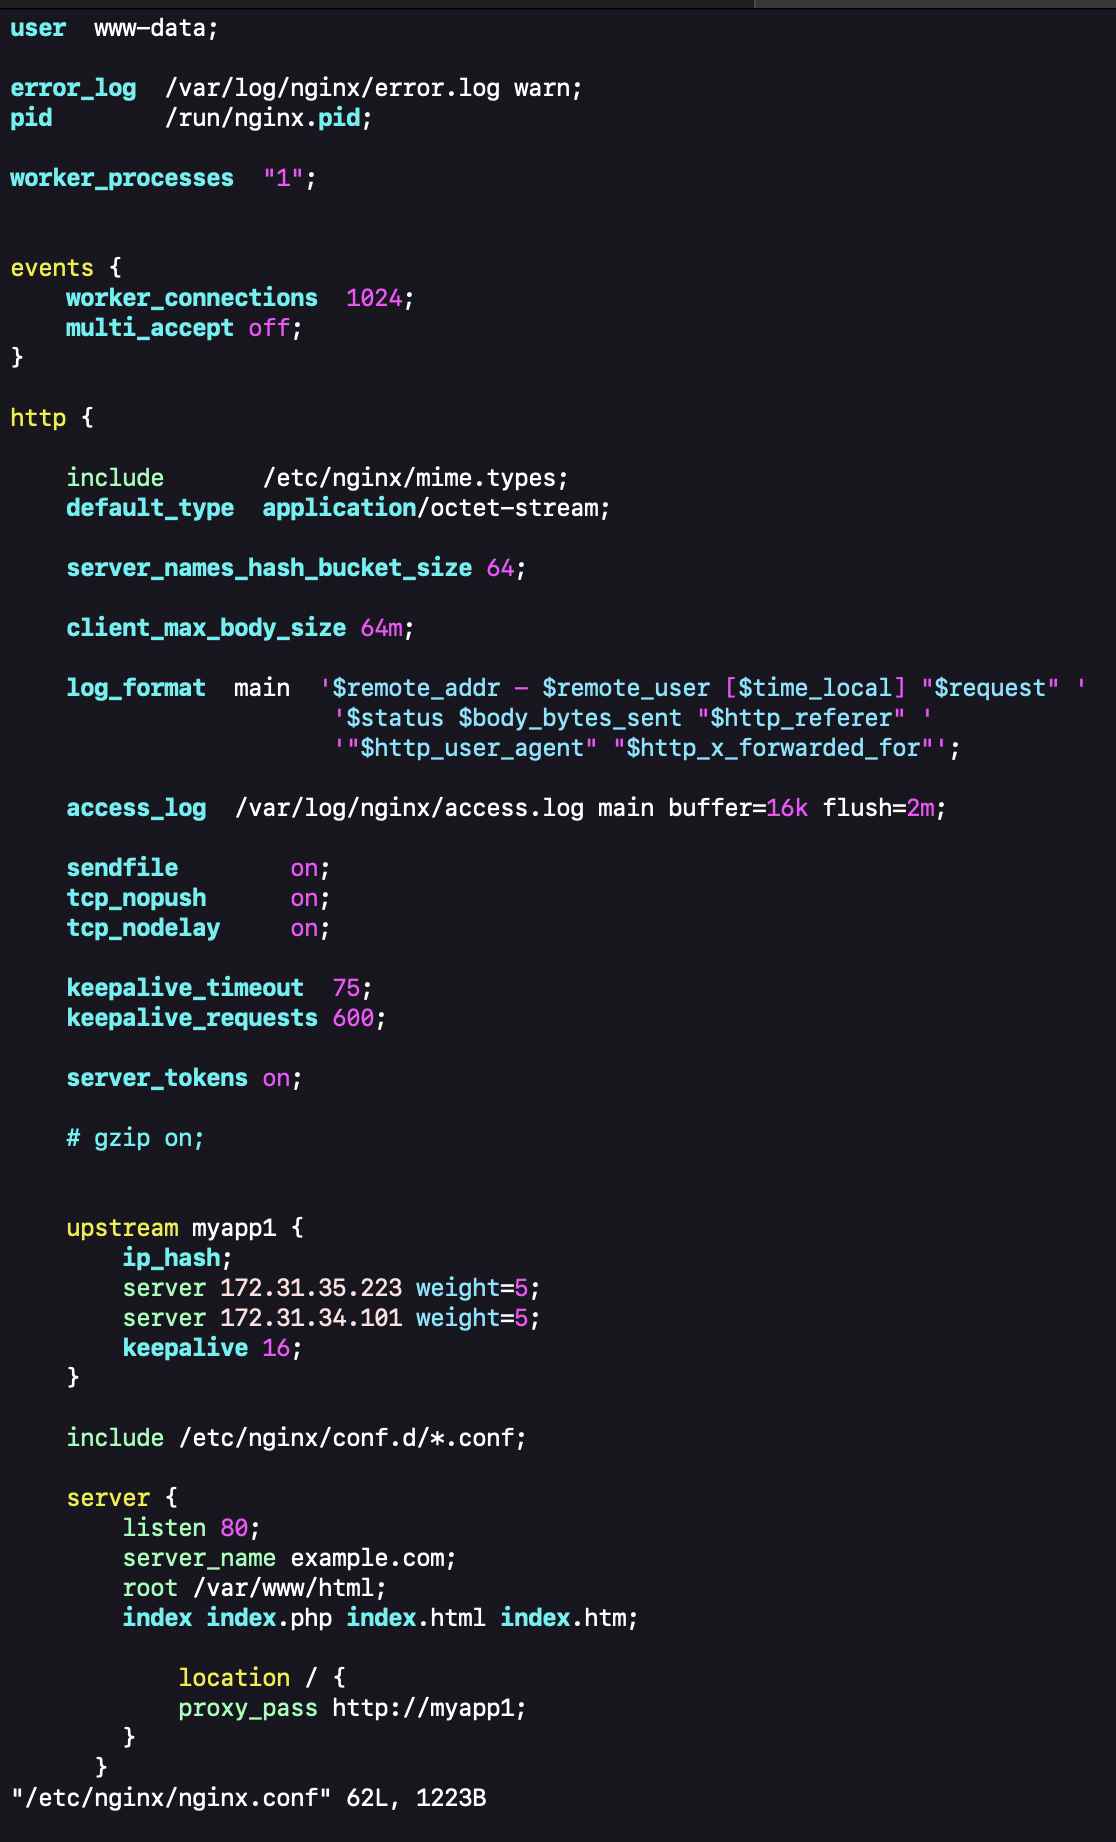 user  www-data;
error_log  /var/log/nginx/error.log warn;
pid        /run/nginx.pid;
worker_processes  "1";
events {
    worker_connections  1024;
    multi_accept off;
}
http {
    include       /etc/nginx/mime.types;
    default_type  application/octet-stream;
    server_names_hash_bucket_size 64;
    client_max_body_size 64m;
    log_format  main  '$remote_addr - $remote_user [$time_local] "$request" '
                       '$status $body_bytes_sent "$http_referer" '
                       '"$http_user_agent" "$http_x_forwarded_for"';
    access_log  /var/log/nginx/access.log main buffer=16k flush=2m;
    sendfile        on;
    tcp_nopush      on;
    tcp_nodelay     on;
    keepalive_timeout  75;
    keepalive_requests 600;
    server_tokens on;
    # gzip on;
    upstream myapp1 {
        ip_hash;
        server 172.31.35.223 weight=5;
        server 172.31.34.101 weight=5;
        keepalive 16;
    }
    include /etc/nginx/conf.d/*.conf;
    server {
        listen 80;
        server_name example.com;
        root /var/www/html;
        index index.php index.html index.htm;
            location / {
            proxy_pass http://myapp1;
        }
      }
"/etc/nginx/nginx.conf" 62L, 1223B